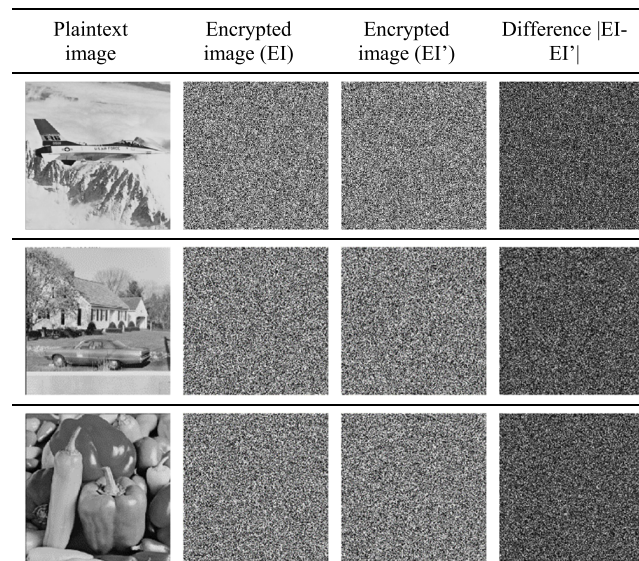 Plaintext
image
Encrypted
image (EI)
Encrypted
image (EI’)
Difference |EI-
EI’|
U.S. AIR FORCE